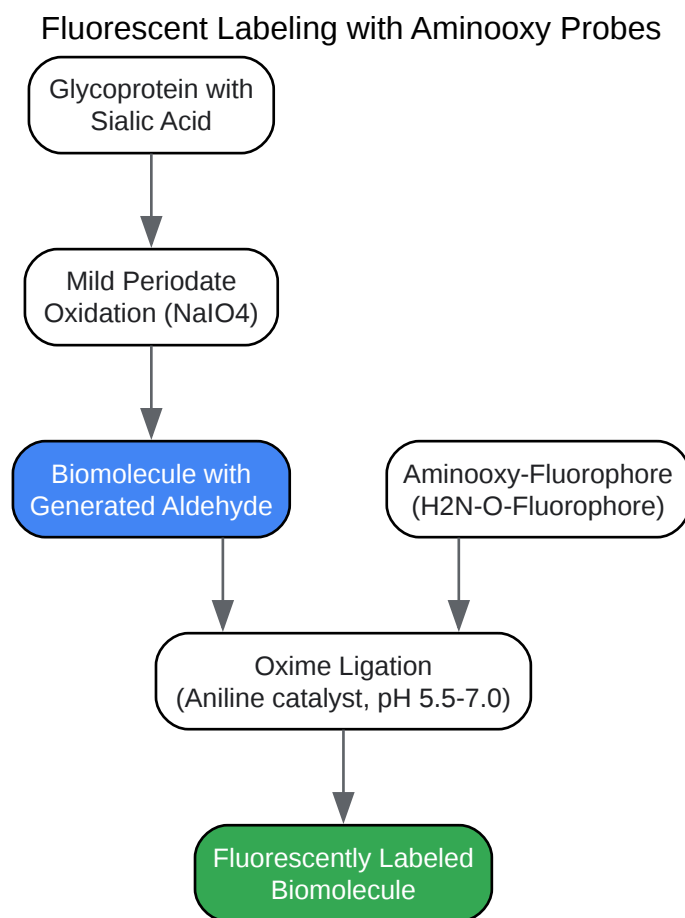 Fluorescent Labeling with Aminooxy Probes
Glycoprotein with
Sialic Acid
Mild Periodate
Oxidation (NaIO4)
Biomolecule with
Generated Aldehyde
Aminooxy-Fluorophore
(H2N-O-Fluorophore)
Oxime Ligation
(Aniline catalyst, pH 5.5-7.0)
Fluorescently Labeled
Biomolecule